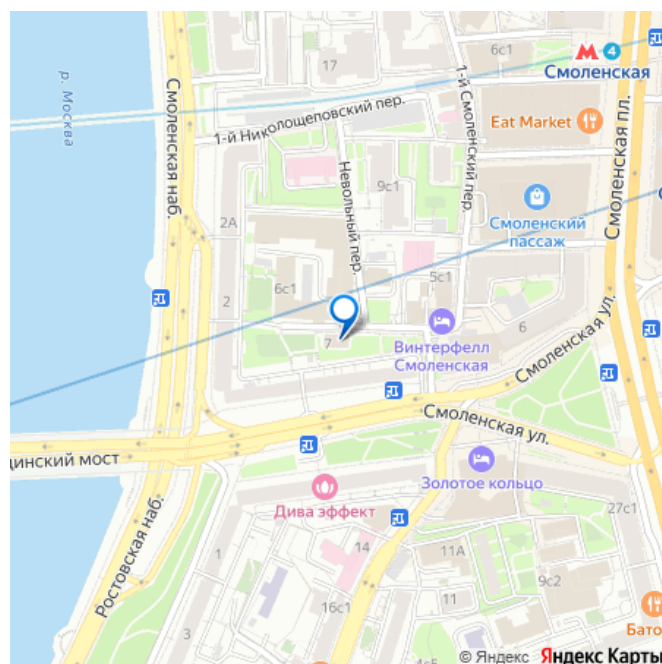 17
6с1
4
Смоленская
р. Москва
Смоленская наб.
1-й Николощеповский пер.
1-й Смоленский пер.
Eat Market
Невольный пер.
9с1
Смоленская пл.
Смоленский
пассаж
2А
6с1
5с1
2
7
6
Винтерфелл
Смоленская
Смоленская ул.
Смоленская ул.
динский мост
Золотое кольцо
Дива эффект
27с1
Ростовская наб.
1
14
11А
9с2
16с1
11
3
4с5
Бато
© Яндекс Яндекс Карты